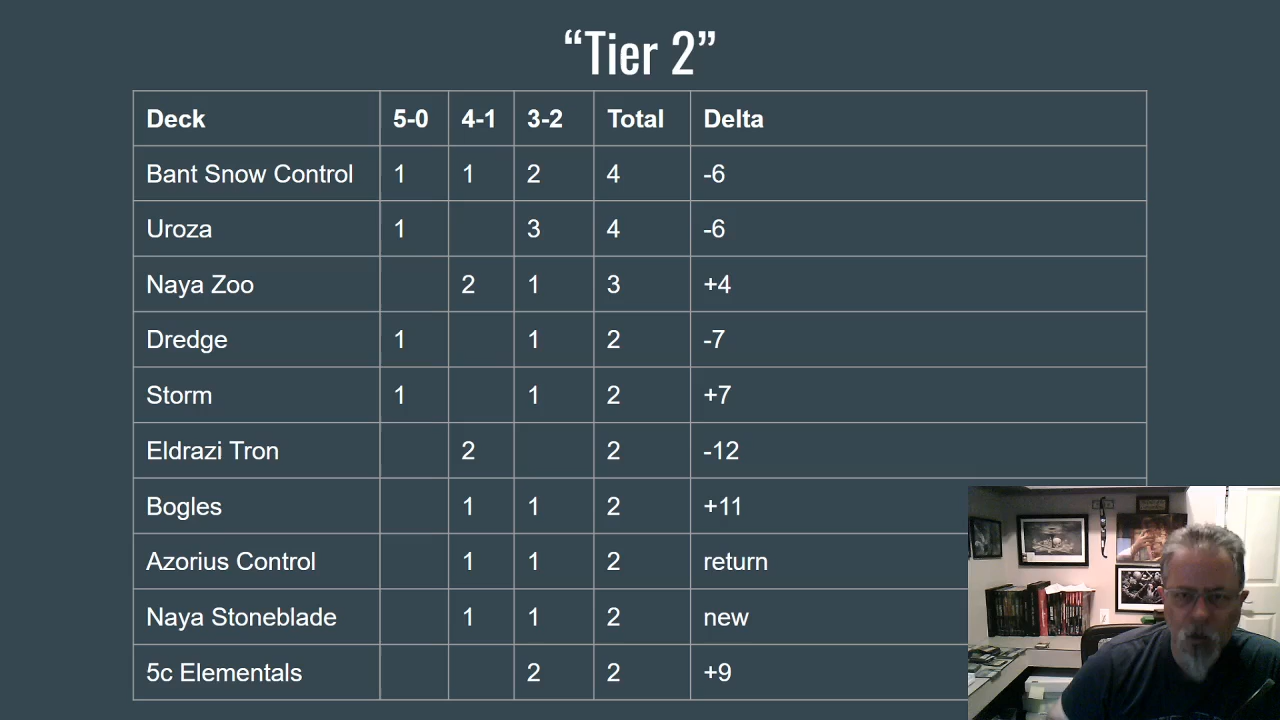 “Tier 2”
Deck 5-0 4-1 3-2 Total Delta
Bant Snow Control 1 1 2 4 -6
Uroza 1 3 4 -6
Naya Zoo 2 1 3 +4
Dredge 1 1 2 -7
Storm 1 1 2 +7
Eldrazi Tron 2 2 -12
Bogles 1 1 2 +11
Azorius Control 1 1 2 return
Naya Stoneblade 1 1 2 new
5c Elementals 2 2 +9